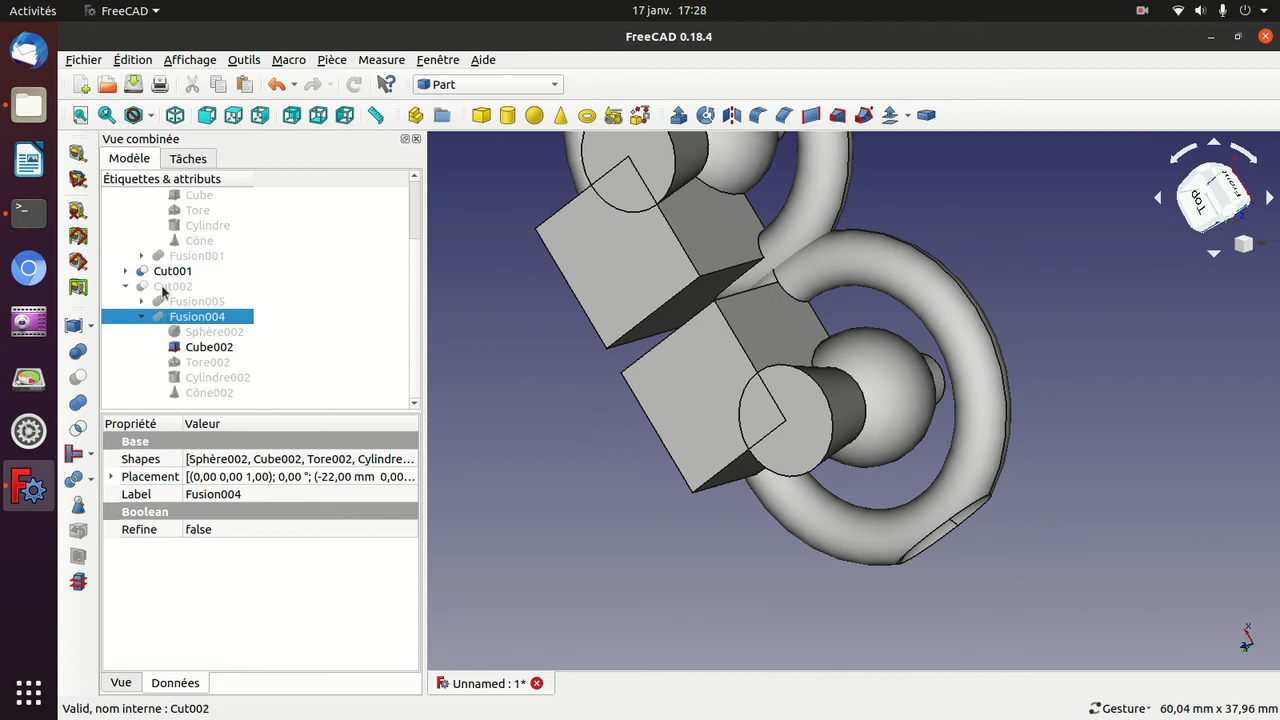 Activités
FreeCAD
17 janv. 17:28
FreeCAD 0.18.4
Fichier Édition Affichage Outils Macro Pièce Mesure Fenêtre Aide
Part
Vue combinée
Modèle Tâches
Étiquettes & attributs
Cube
Tore
Cylindre
Cône
Fusion001
Cut001
Cut002
Fusion005
Fusion004
Sphère002
Cube002
Tore002
Cylindre002
Cône002
Propriété Valeur
Base
Shapes [Sphère002, Cube002, Tore002, Cylindre...
Placement [(0,00 0,00 1,00); 0,00 °; (-22,00 mm 0,00...
Label Fusion004
Boolean
Refine false
Vue Données
Unnamed : 1*
TOP
Front
X
Z
Valid, nom interne : Cut002
Gesture
60,04 mm x 37,96 mm